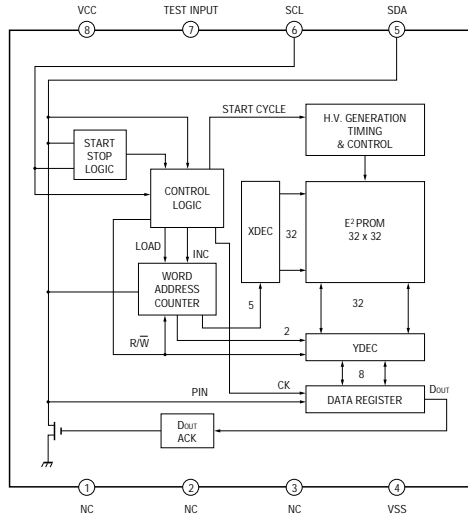 VCC
TEST INPUT
SCL
SDA
8
7
6
5
START CYCLE
H.V. GENERATION
TIMING
& CONTROL
START
STOP
LOGIC
CONTROL
LOGIC
XDEC
32
E² PROM
32 x 32
LOAD
INC
WORD
ADDRESS
COUNTER
5
32
2
R/W̅
YDEC
8
CK
DOUT
PIN
DATA REGISTER
DOUT
ACK
1
2
3
4
NC
NC
NC
VSS